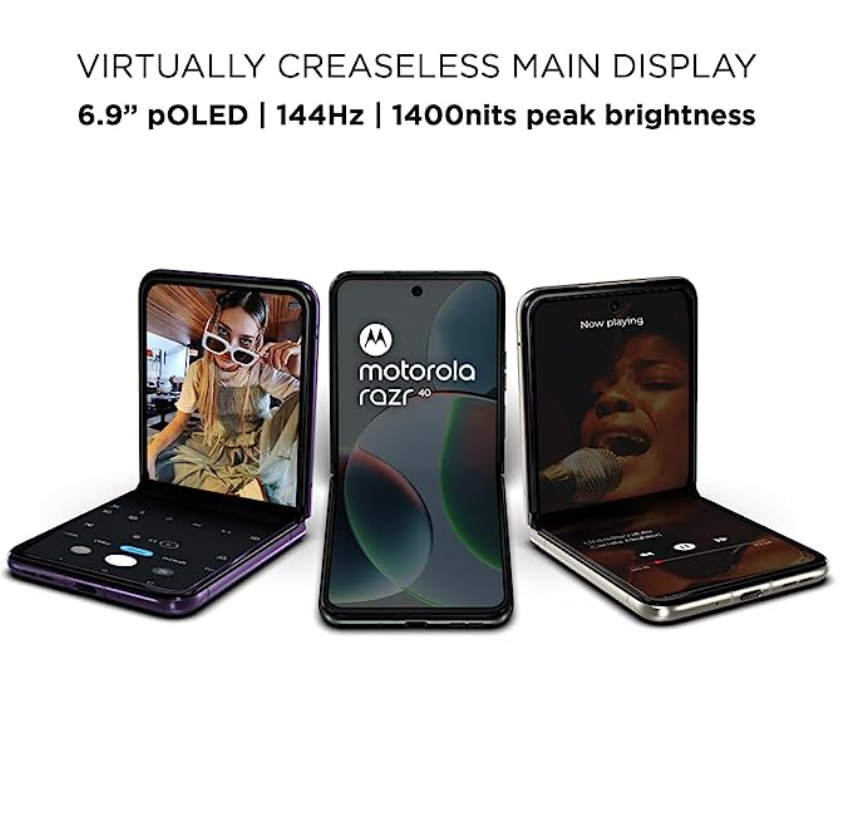 VIRTUALLY CREASELESS MAIN DISPLAY
6.9” pOLED | 144Hz | 1400nits peak brightness
motorola
razr 40
Now playing